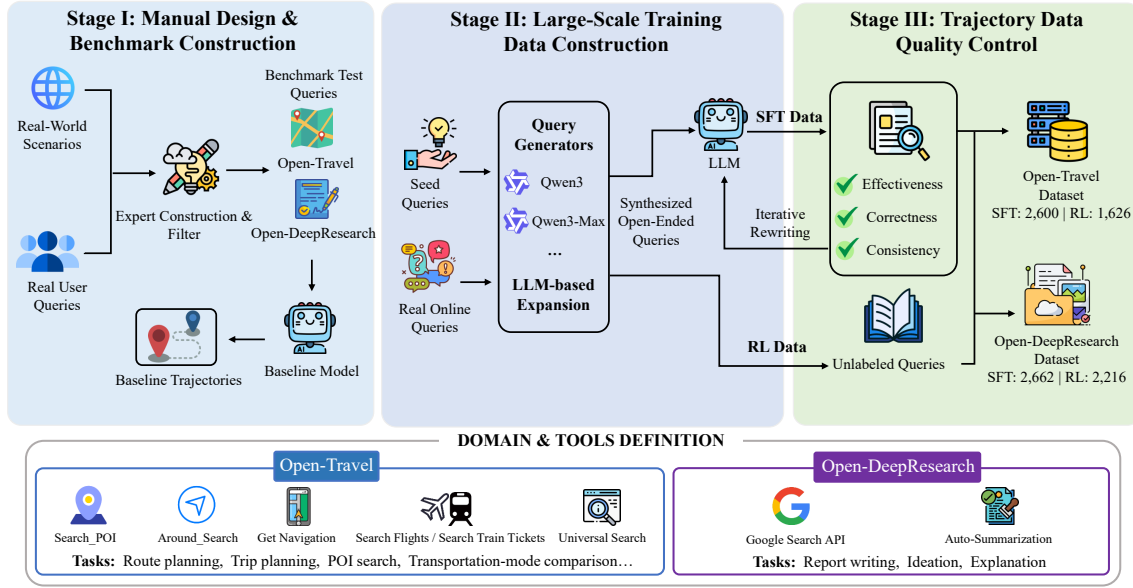 Stage I: Manual Design &
Benchmark Construction
Real-World
Scenarios
Real User
Queries
Expert Construction &
Filter
Benchmark Test
Queries
Open-Travel
Open-DeepResearch
AI
Baseline Model
Baseline Trajectories
Stage II: Large-Scale Training
Data Construction
Seed
Queries
Real Online
Queries
Query
Generators
Qwen3
Qwen3-Max
...
LLM-based
Expansion
Synthesized
Open-Ended
Queries
AI
LLM
SFT Data
Iterative
Rewriting
RL Data
Stage III: Trajectory Data
Quality Control
Effectiveness
Correctness
Consistency
Unlabeled Queries
Open-Travel
Dataset
SFT: 2,600 | RL: 1,626
Open-DeepResearch
Dataset
SFT: 2,662 | RL: 2,216
DOMAIN & TOOLS DEFINITION
Open-Travel
Search_POI
Around_Search
Get Navigation
Search Flights / Search Train Tickets
Universal Search
Tasks: Route planning, Trip planning, POI search, Transportation-mode comparison…
Open-DeepResearch
Google Search API
Auto-Summarization
Tasks: Report writing, Ideation, Explanation